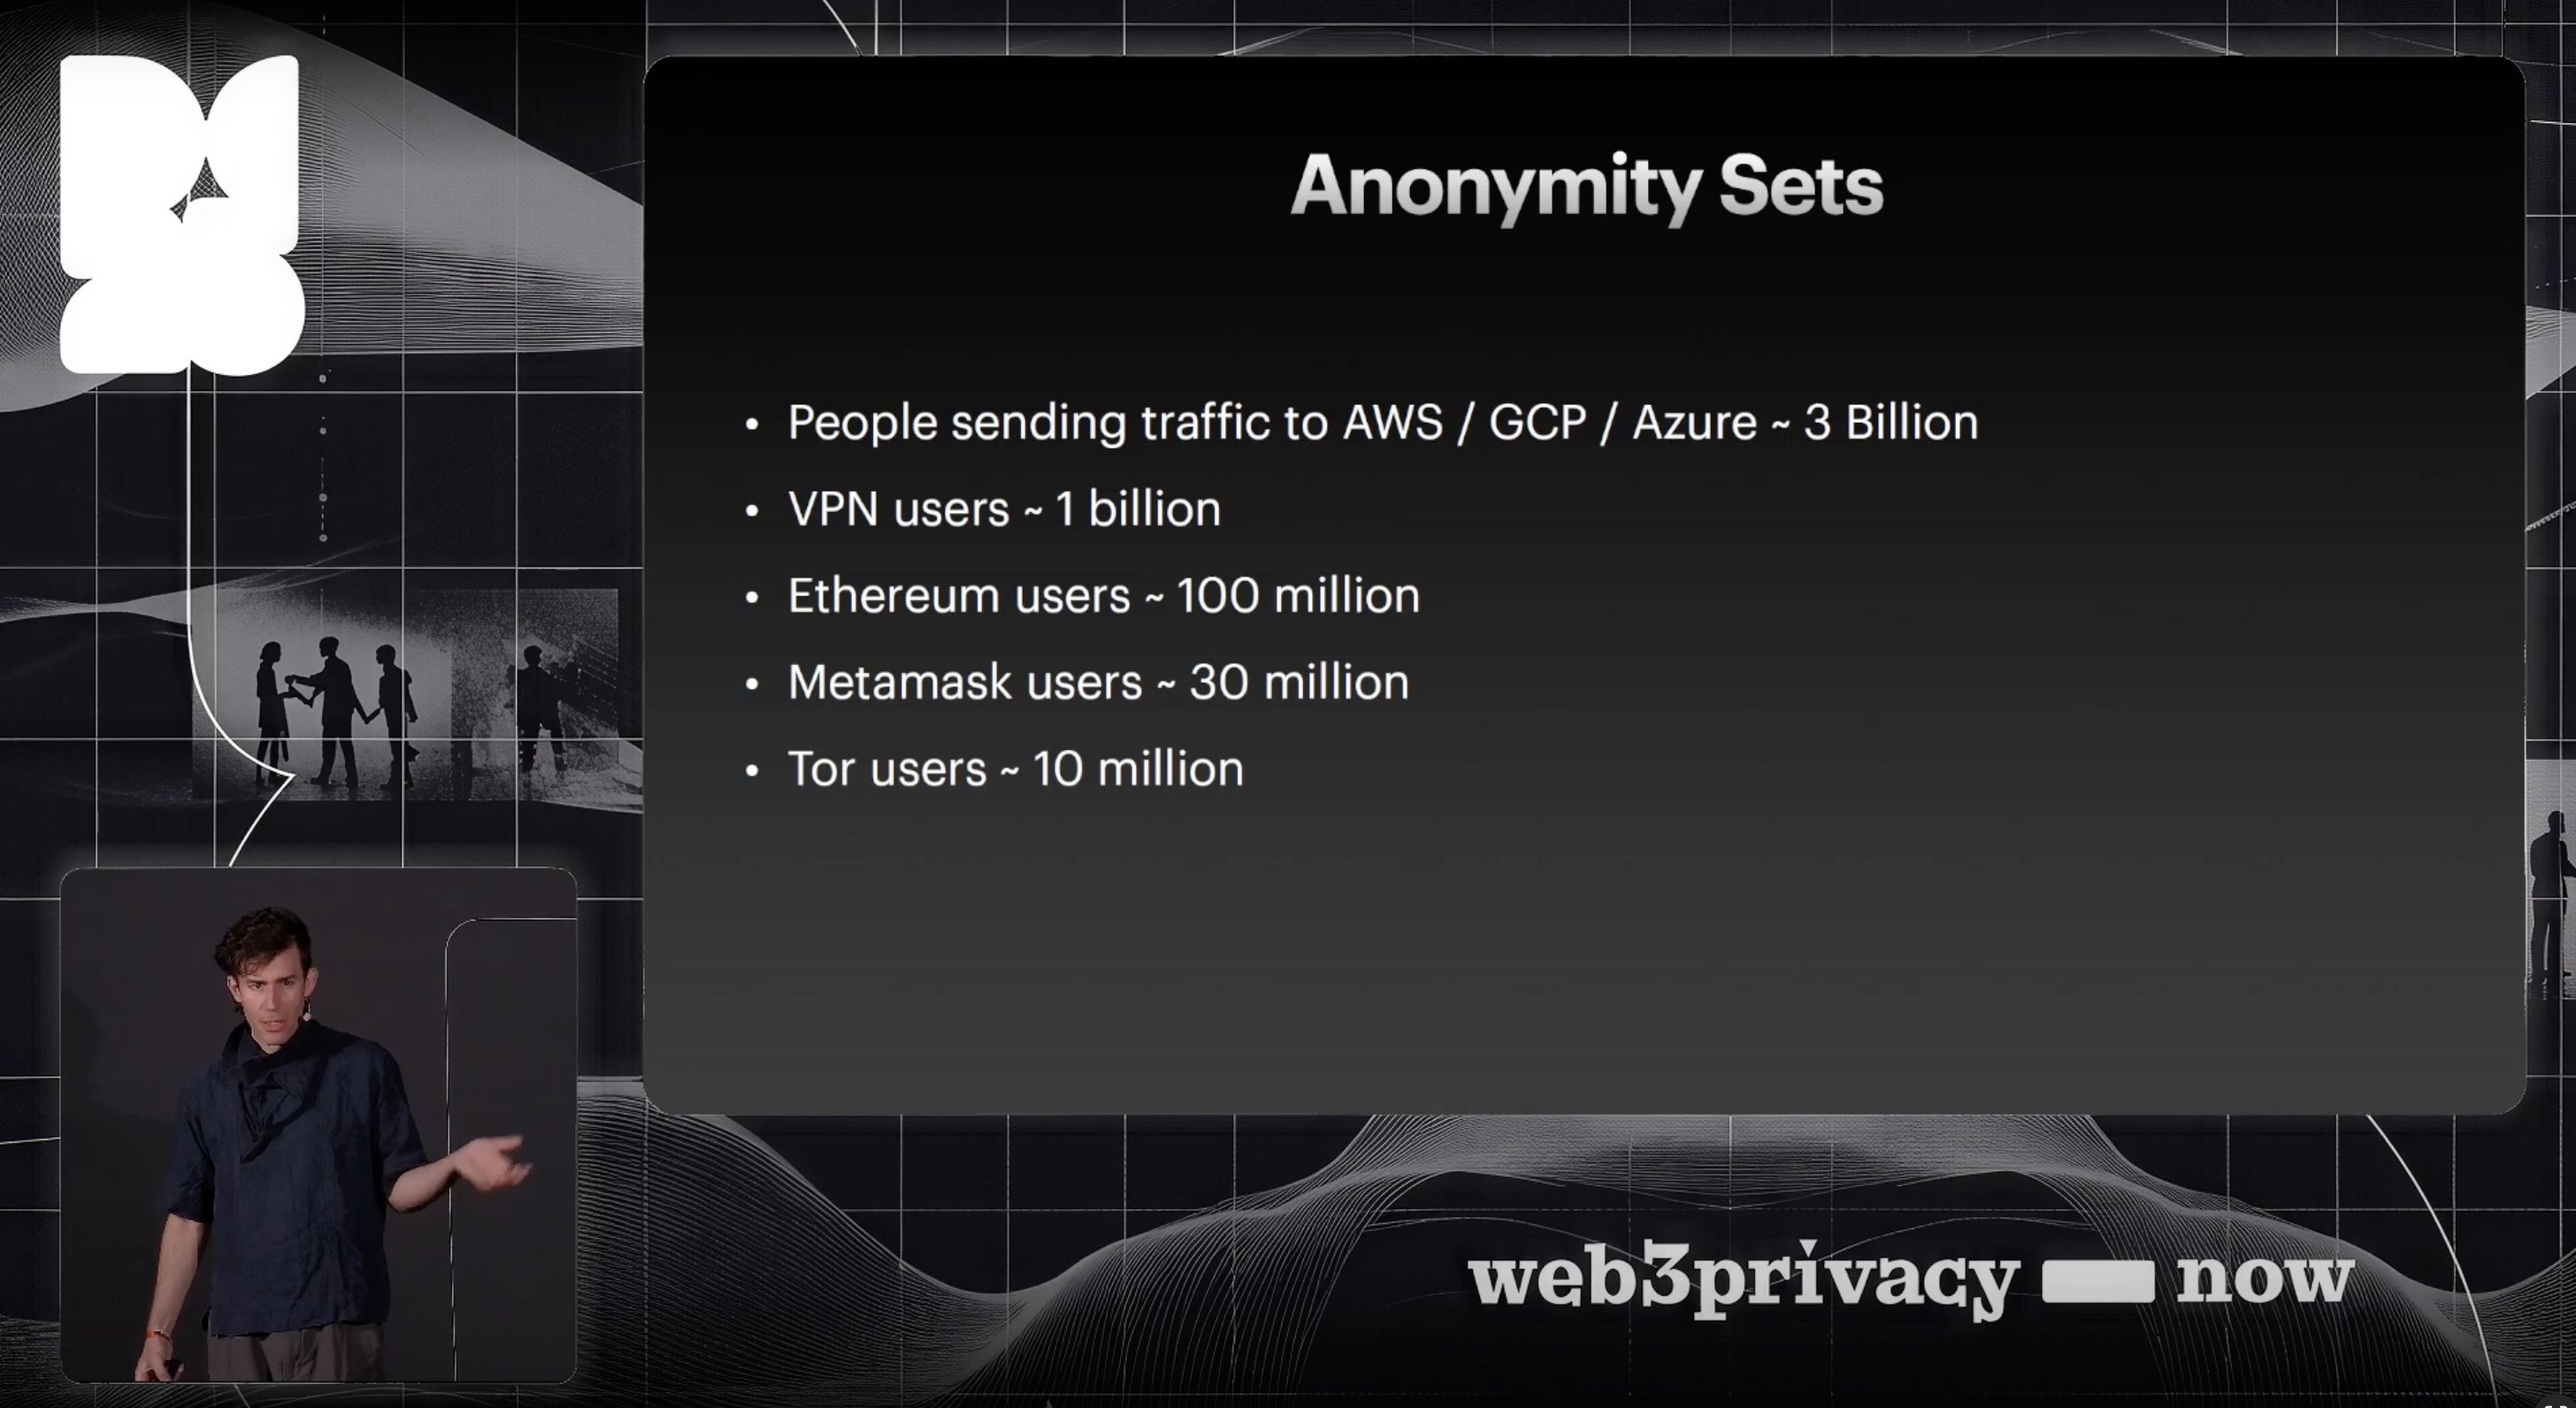 Anonymity Sets
• People sending traffic to AWS / GCP / Azure ~ 3 Billion
• VPN users ~ 1 billion
• Ethereum users ~ 100 million
• Metamask users ~ 30 million
• Tor users ~ 10 million
web3privacy now